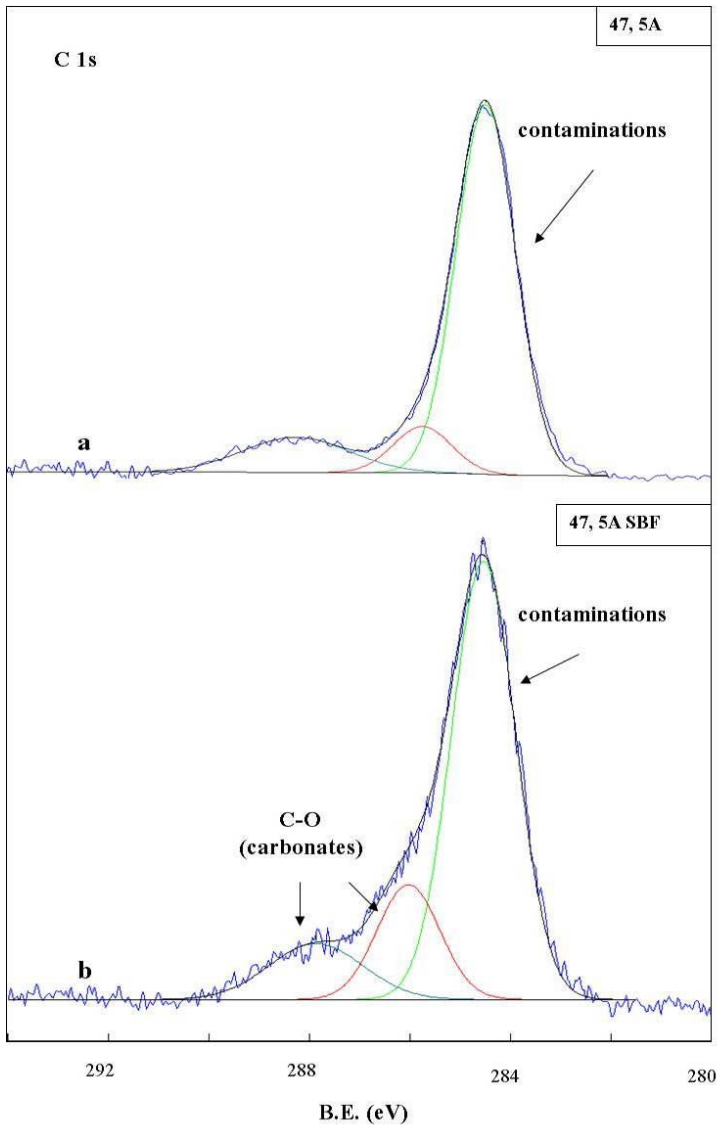 47, 5A
C 1s
contaminations
a
47, 5A SBF
contaminations
C-O
(carbonates)
b
292 288 284 280
B.E. (eV)